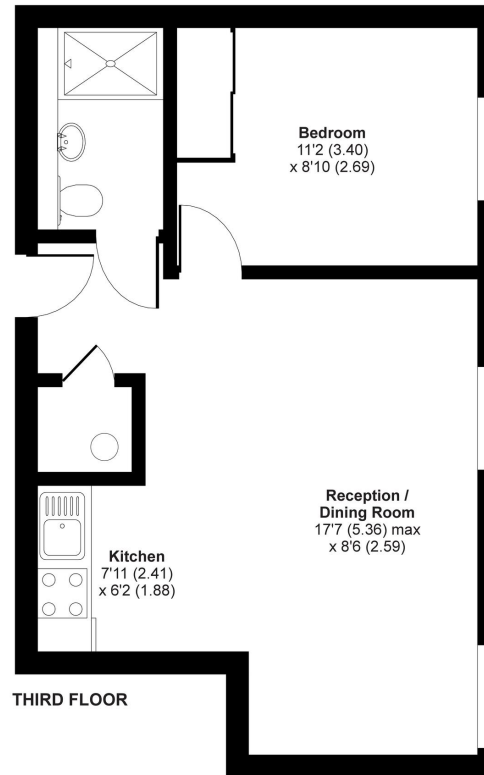 Bedroom
11'2 (3.40)
x 8'10 (2.69)
Reception /
Dining Room
17'7 (5.36) max
x 8'6 (2.59)
Kitchen
7'11 (2.41)
x 6'2 (1.88)
THIRD FLOOR